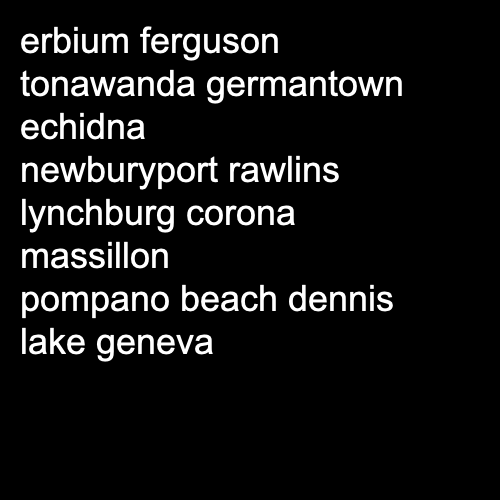 erbium ferguson
tonawanda germantown
echidna
newburyport rawlins
lynchburg corona
massillon
pompano beach dennis
lake geneva